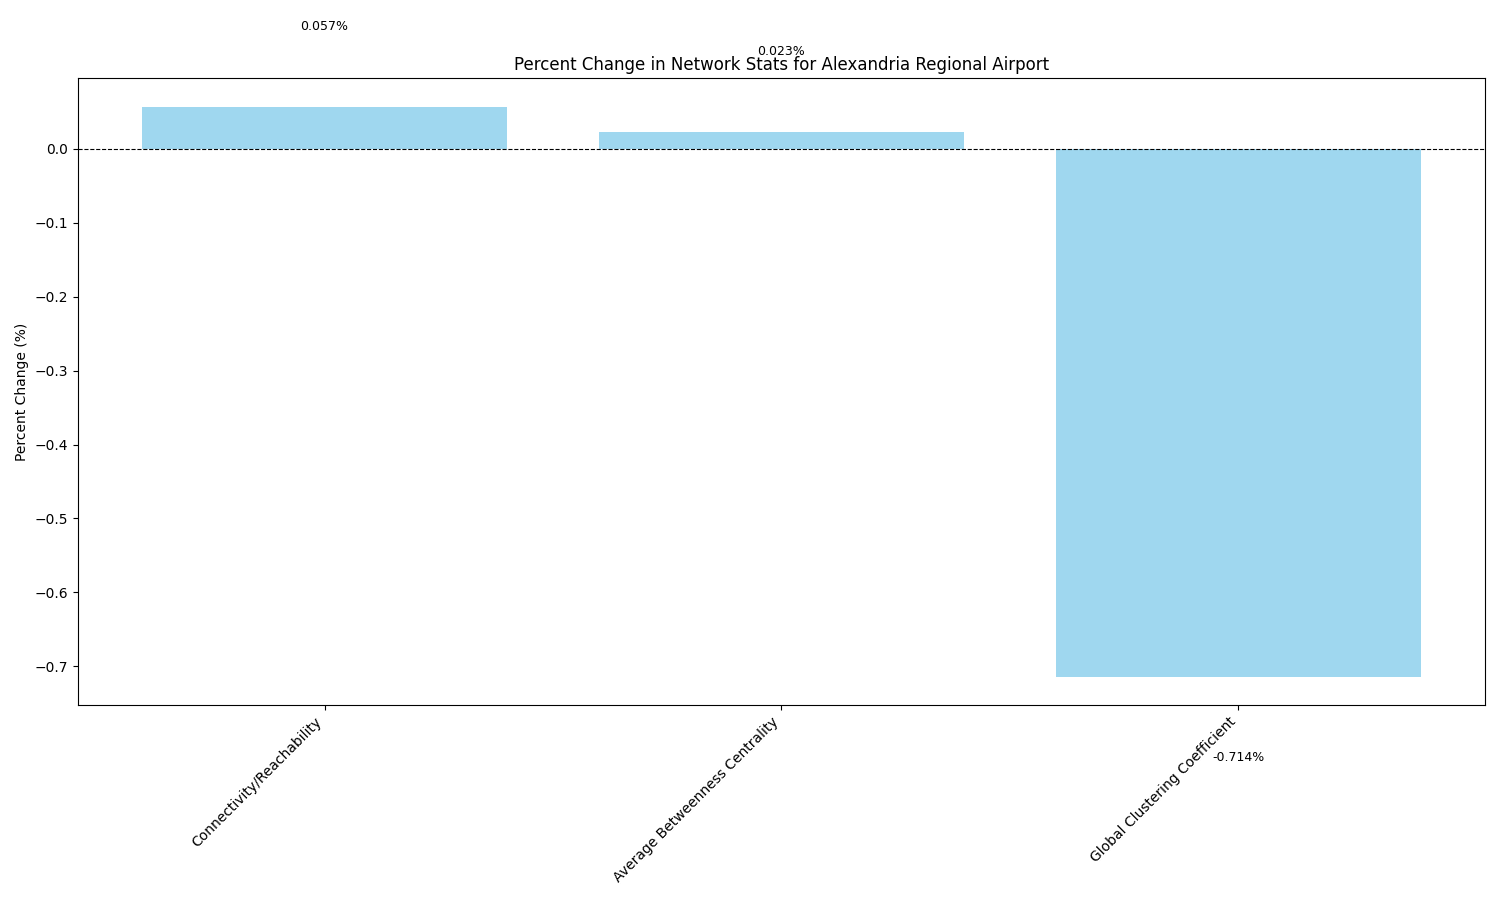 0.057%
0.023%
Percent Change in Network Stats for Alexandria Regional Airport
Percent Change (%)
0.0
−0.1
−0.2
−0.3
−0.4
−0.5
−0.6
−0.7
Connectivity/Reachability
Average Betweenness Centrality
Global Clustering Coefficient
-0.714%